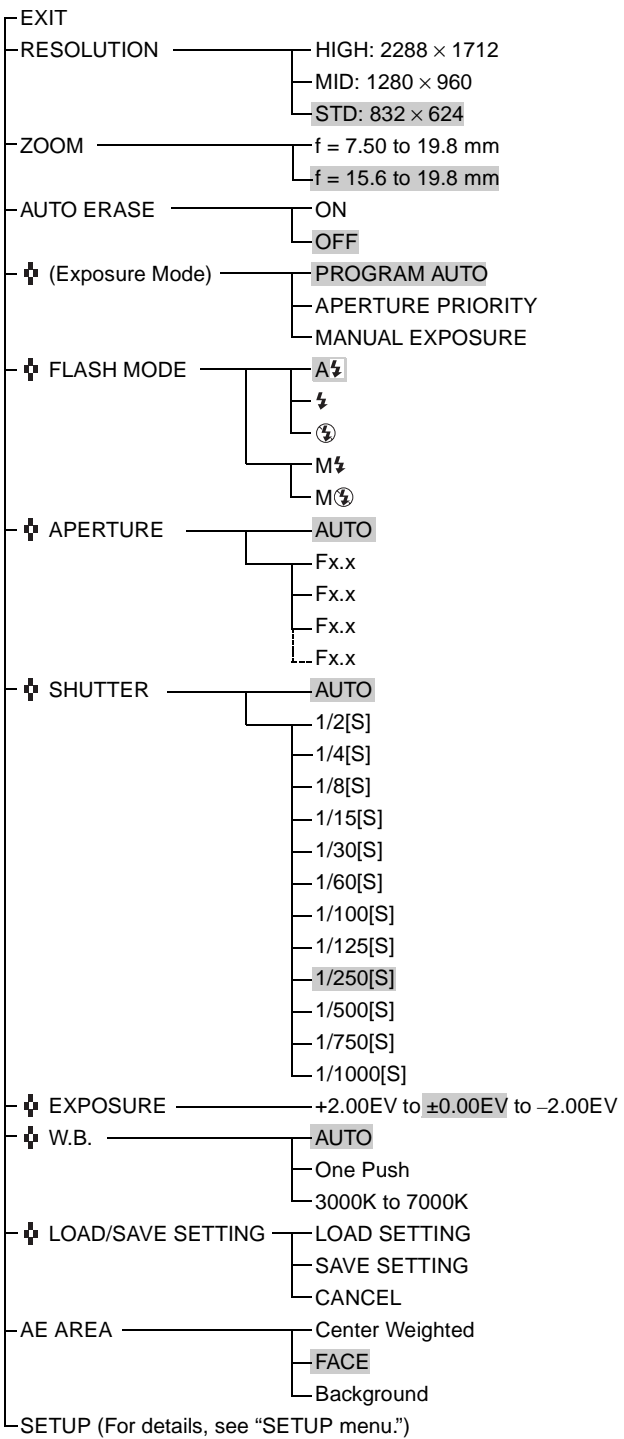 EXIT
RESOLUTION HIGH: 2288 × 1712
MID: 1280 × 960
STD: 832 × 624
ZOOM f = 7.50 to 19.8 mm
f = 15.6 to 19.8 mm
AUTO ERASE ON
OFF
(Exposure Mode) PROGRAM AUTO
APERTURE PRIORITY
MANUAL EXPOSURE
FLASH MODE A
M
M
APERTURE AUTO
Fx.x
Fx.x
Fx.x
Fx.x
SHUTTER AUTO
1/2[S]
1/4[S]
1/8[S]
1/15[S]
1/30[S]
1/60[S]
1/100[S]
1/125[S]
1/250[S]
1/500[S]
1/750[S]
1/1000[S]
EXPOSURE +2.00EV to ±0.00EV to –2.00EV
W.B. AUTO
One Push
3000K to 7000K
LOAD/SAVE SETTING LOAD SETTING
SAVE SETTING
CANCEL
AE AREA Center Weighted
FACE
Background
SETUP (For details, see “SETUP menu.”)